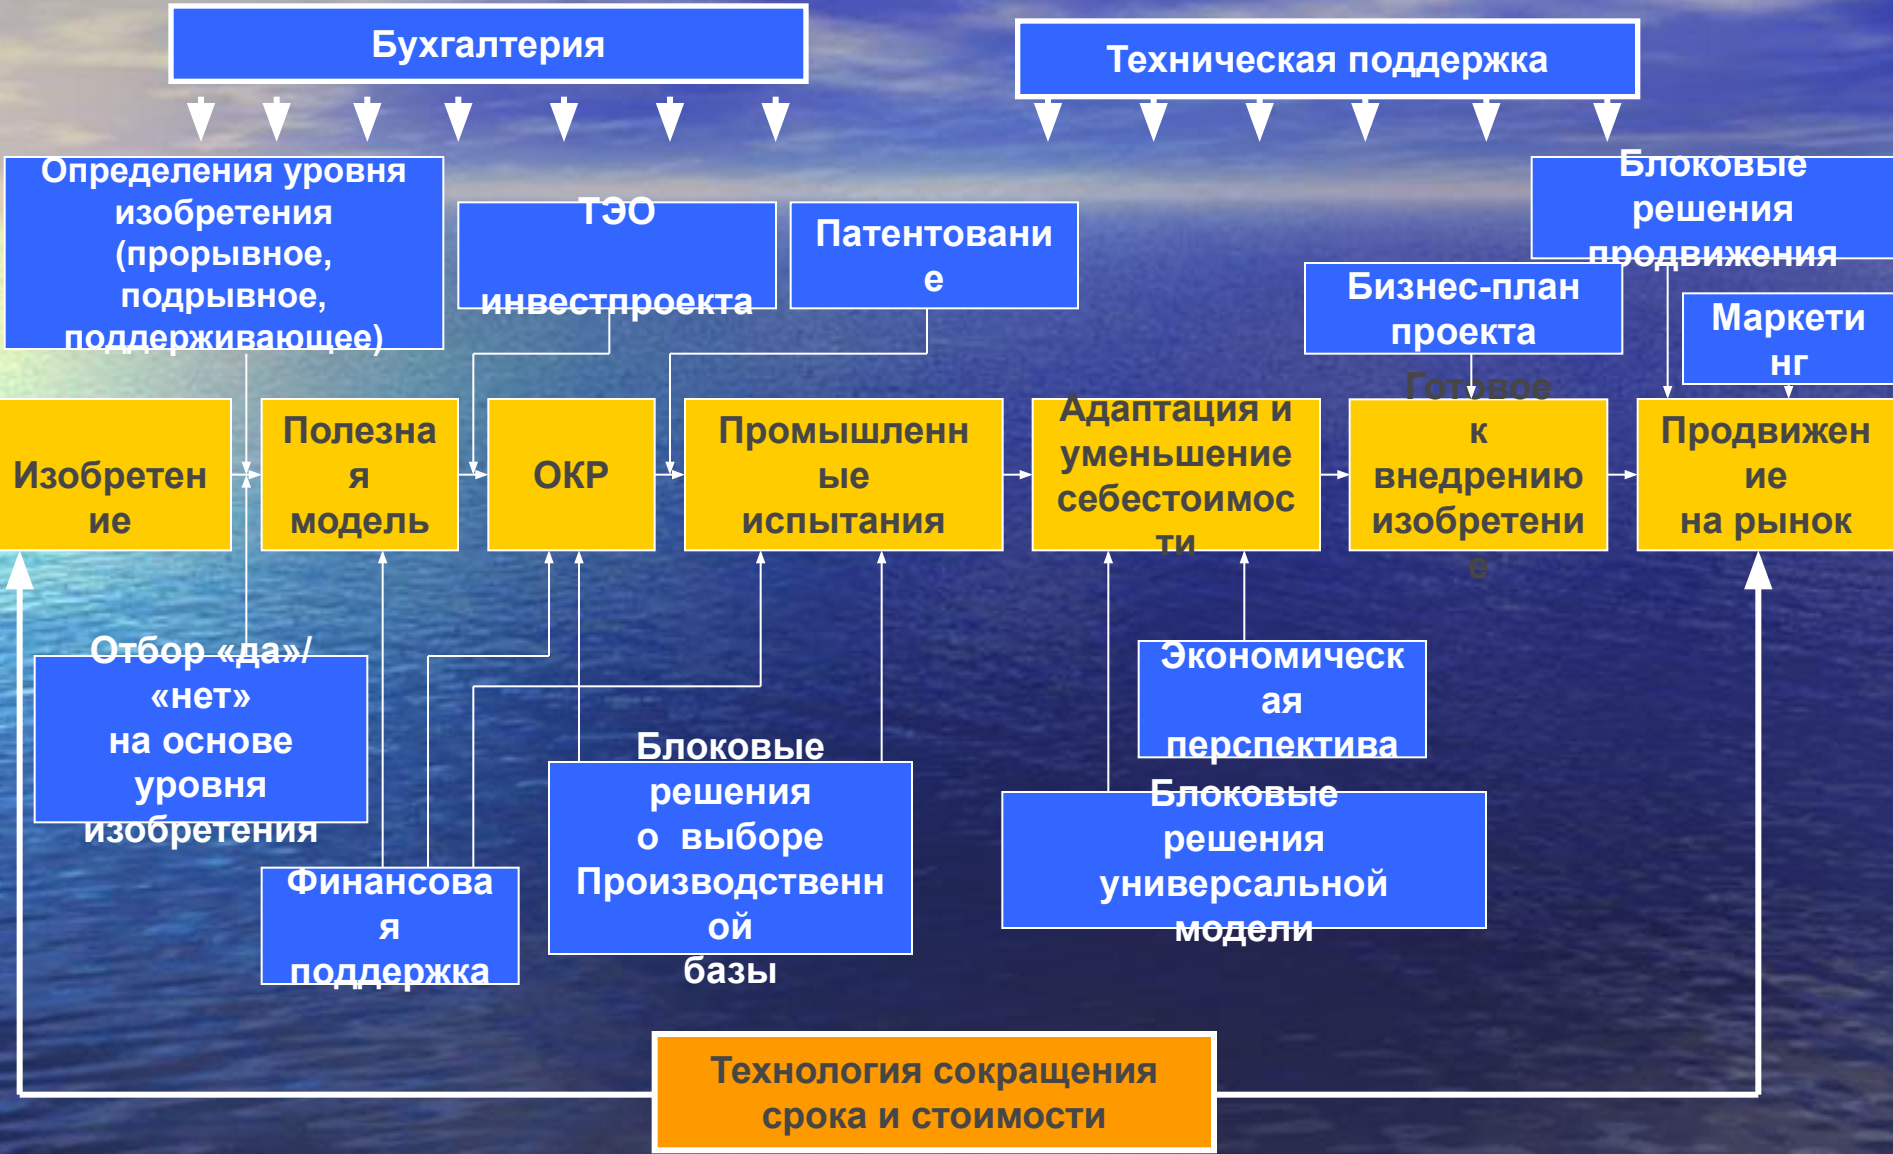 Бухгалтерия
Техническая поддержка
Определения уровня
изобретения
(прорывное,
подрывное,
поддерживающее)
ТЭО
инвестпроекта
Патентовани
е
Блоковые
решения
продвижения
Бизнес-план
проекта
Маркети
нг
Изобретен
ие
Полезна
я
модель
ОКР
Промышленн
ые
испытания
Адаптация и
уменьшение
себестоимос
ти
Готовое
к
внедрению
изобретени
е
Продвижен
ие
на рынок
Отбор «да»/
«нет»
на основе
уровня
изобретения
Финансова
я
поддержка
Блоковые
решения
о выборе
Производственн
ой
базы
Экономическ
ая
перспектива
Блоковые
решения
универсальной
модели
Технология сокращения
срока и стоимости